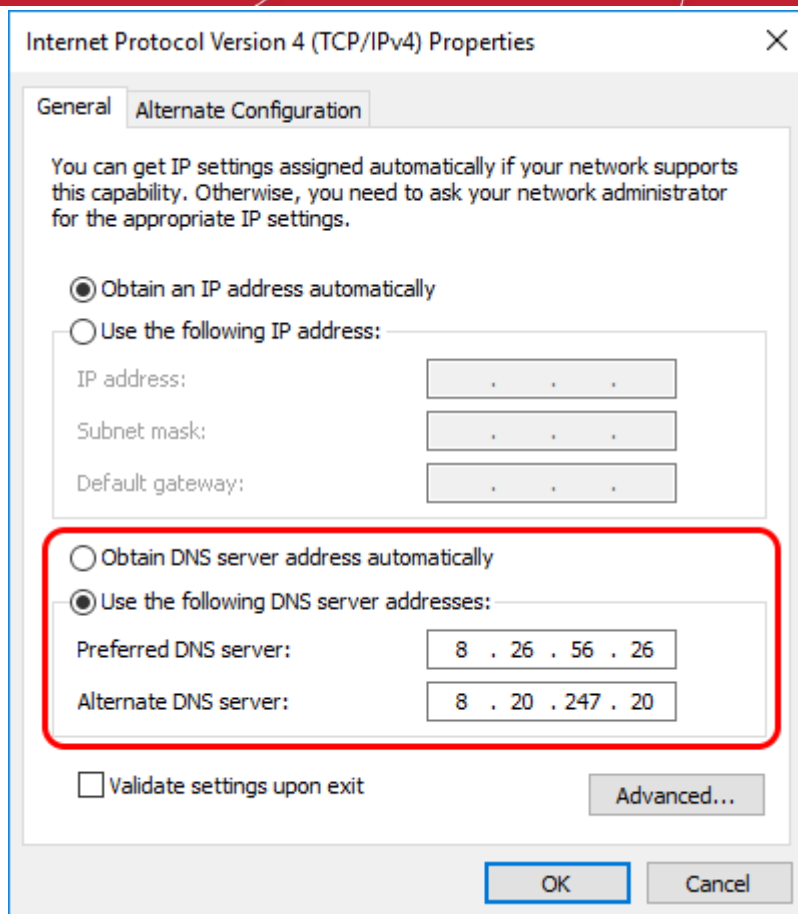 Internet Protocol Version 4 (TCP/IPv4) Properties
General
Alternate Configuration
You can get IP settings assigned automatically if your network supports
this capability. Otherwise, you need to ask your network administrator
for the appropriate IP settings.
Obtain an IP address automatically
Use the following IP address:
IP address: . . .
Subnet mask: . . .
Default gateway: . . .
Obtain DNS server address automatically
Use the following DNS server addresses:
Preferred DNS server: 8 . 26 . 56 . 26
Alternate DNS server: 8 . 20 . 247 . 20
Validate settings upon exit
Advanced...
OK
Cancel